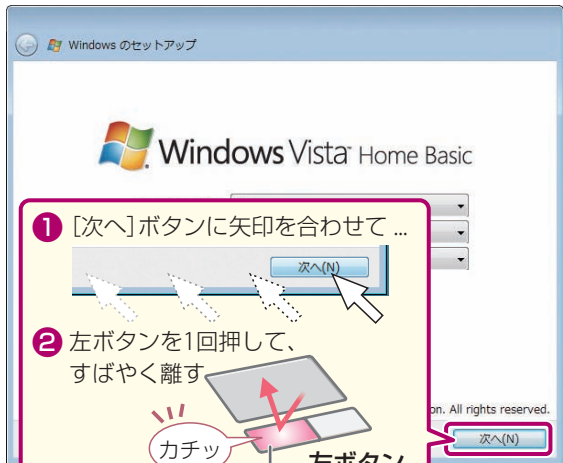 Windows のセットアップ
Windows Vista™ Home Basic
❶ [次へ]ボタンに矢印を合わせて ...
次へ(N)
❷ 左ボタンを1回押して、
すばやく離す
カチッ
左ボタン
on. All rights reserved.
次へ(N)